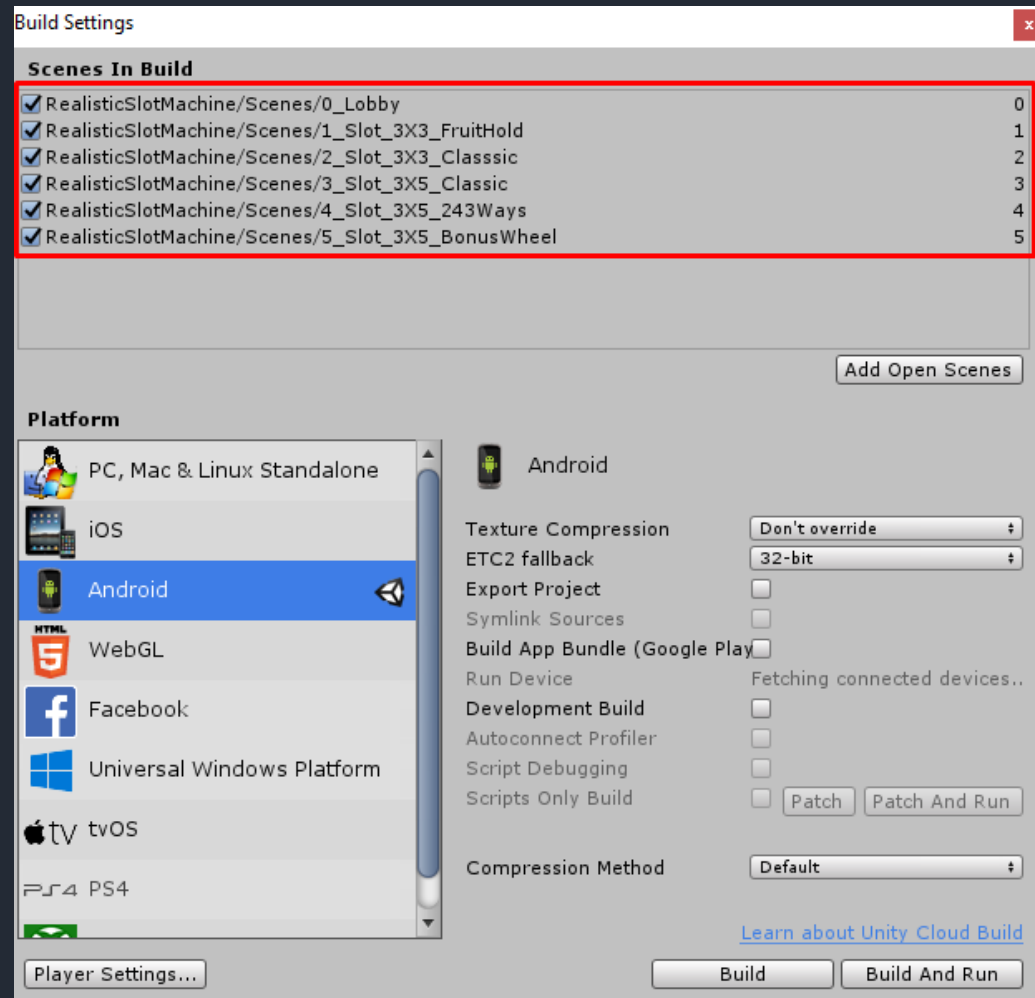 Build Settings
x
Scenes In Build
RealisticSlotMachine/Scenes/0_Lobby 0
RealisticSlotMachine/Scenes/1_Slot_3X3_FruitHold 1
RealisticSlotMachine/Scenes/2_Slot_3X3_Classsic 2
RealisticSlotMachine/Scenes/3_Slot_3X5_Classic 3
RealisticSlotMachine/Scenes/4_Slot_3X5_243Ways 4
RealisticSlotMachine/Scenes/5_Slot_3X5_BonusWheel 5
Add Open Scenes
Platform
PC, Mac & Linux Standalone
iOS
Android
HTML 5 WebGL
Facebook
Universal Windows Platform
tv tvOS
PS4 PS4
Android
Texture Compression Don't override
ETC2 fallback 32-bit
Export Project
Symlink Sources
Build App Bundle (Google Play
Run Device Fetching connected devices..
Development Build
Autoconnect Profiler
Script Debugging
Scripts Only Build Patch Patch And Run
Compression Method Default
Learn about Unity Cloud Build
Player Settings... Build Build And Run